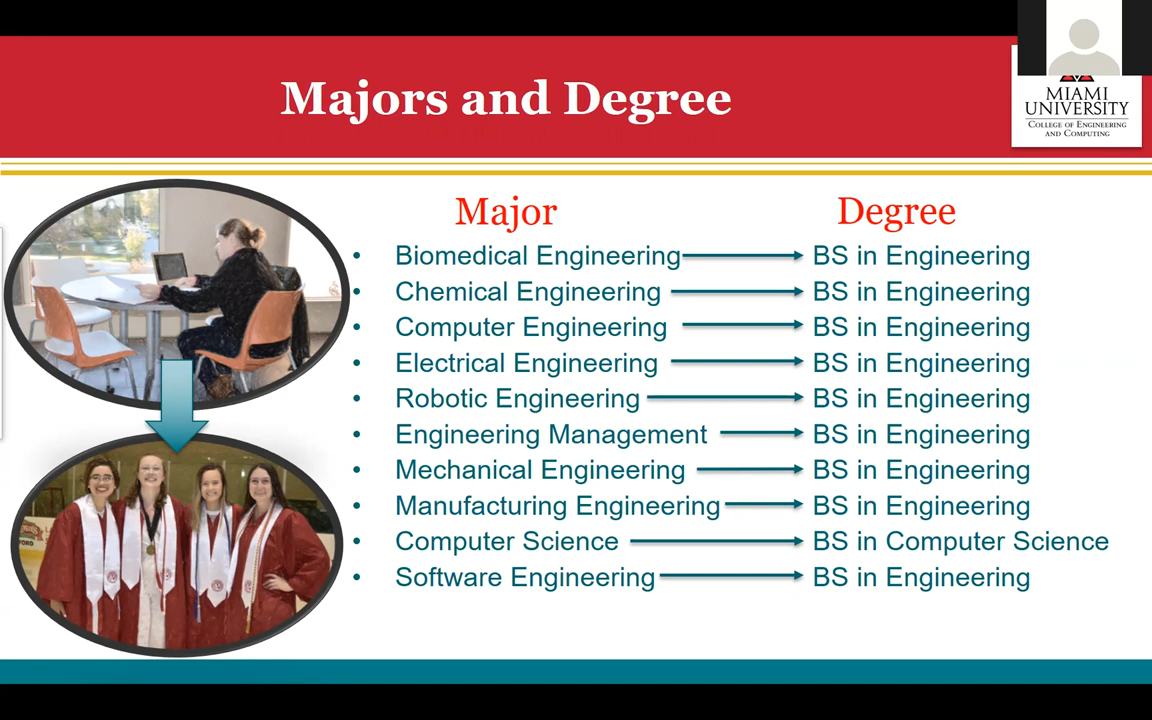 Majors and Degree
MIAMI
UNIVERSITY
COLLEGE OF ENGINEERING
AND COMPUTING
Major Degree
• Biomedical Engineering BS in Engineering
• Chemical Engineering BS in Engineering
• Computer Engineering BS in Engineering
• Electrical Engineering BS in Engineering
• Robotic Engineering BS in Engineering
• Engineering Management BS in Engineering
• Mechanical Engineering BS in Engineering
• Manufacturing Engineering BS in Engineering
• Computer Science BS in Computer Science
• Software Engineering BS in Engineering